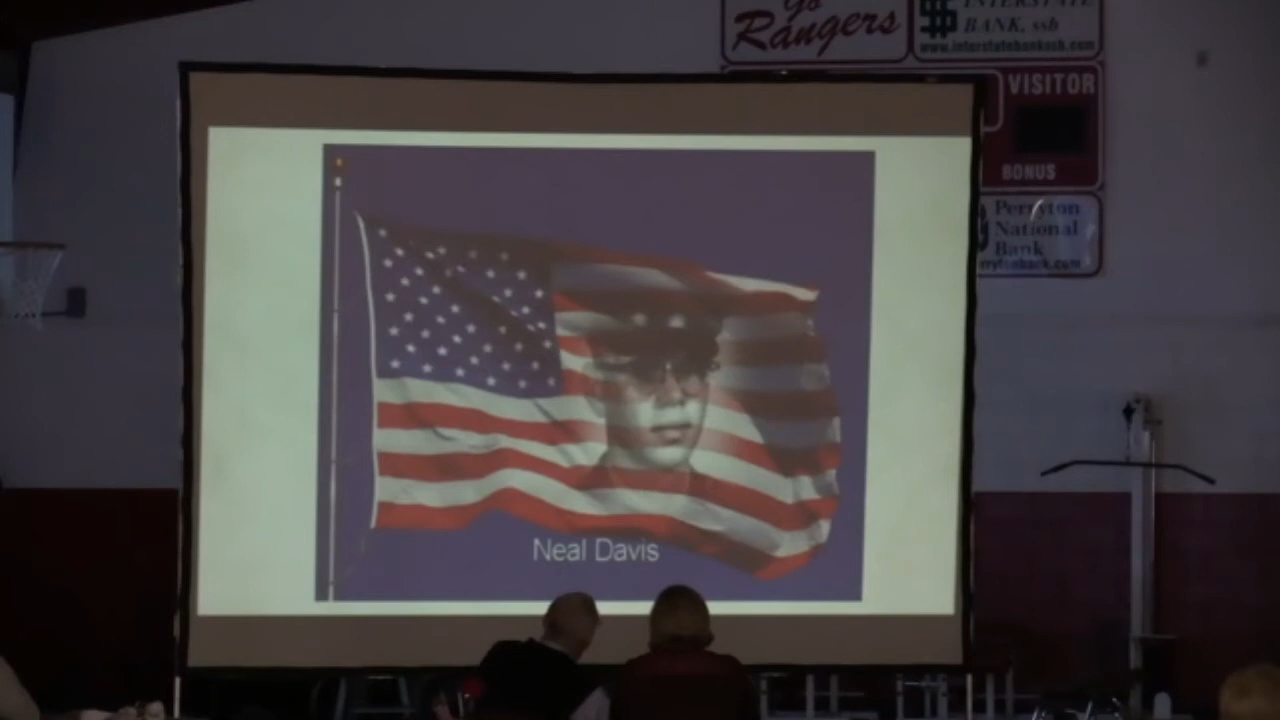 Go
Rangers
INTERSTATE
BANK, ssb
www.interstatebankssb.com
VISITOR
BONUS
Perryton
National
Bank
Neal Davis